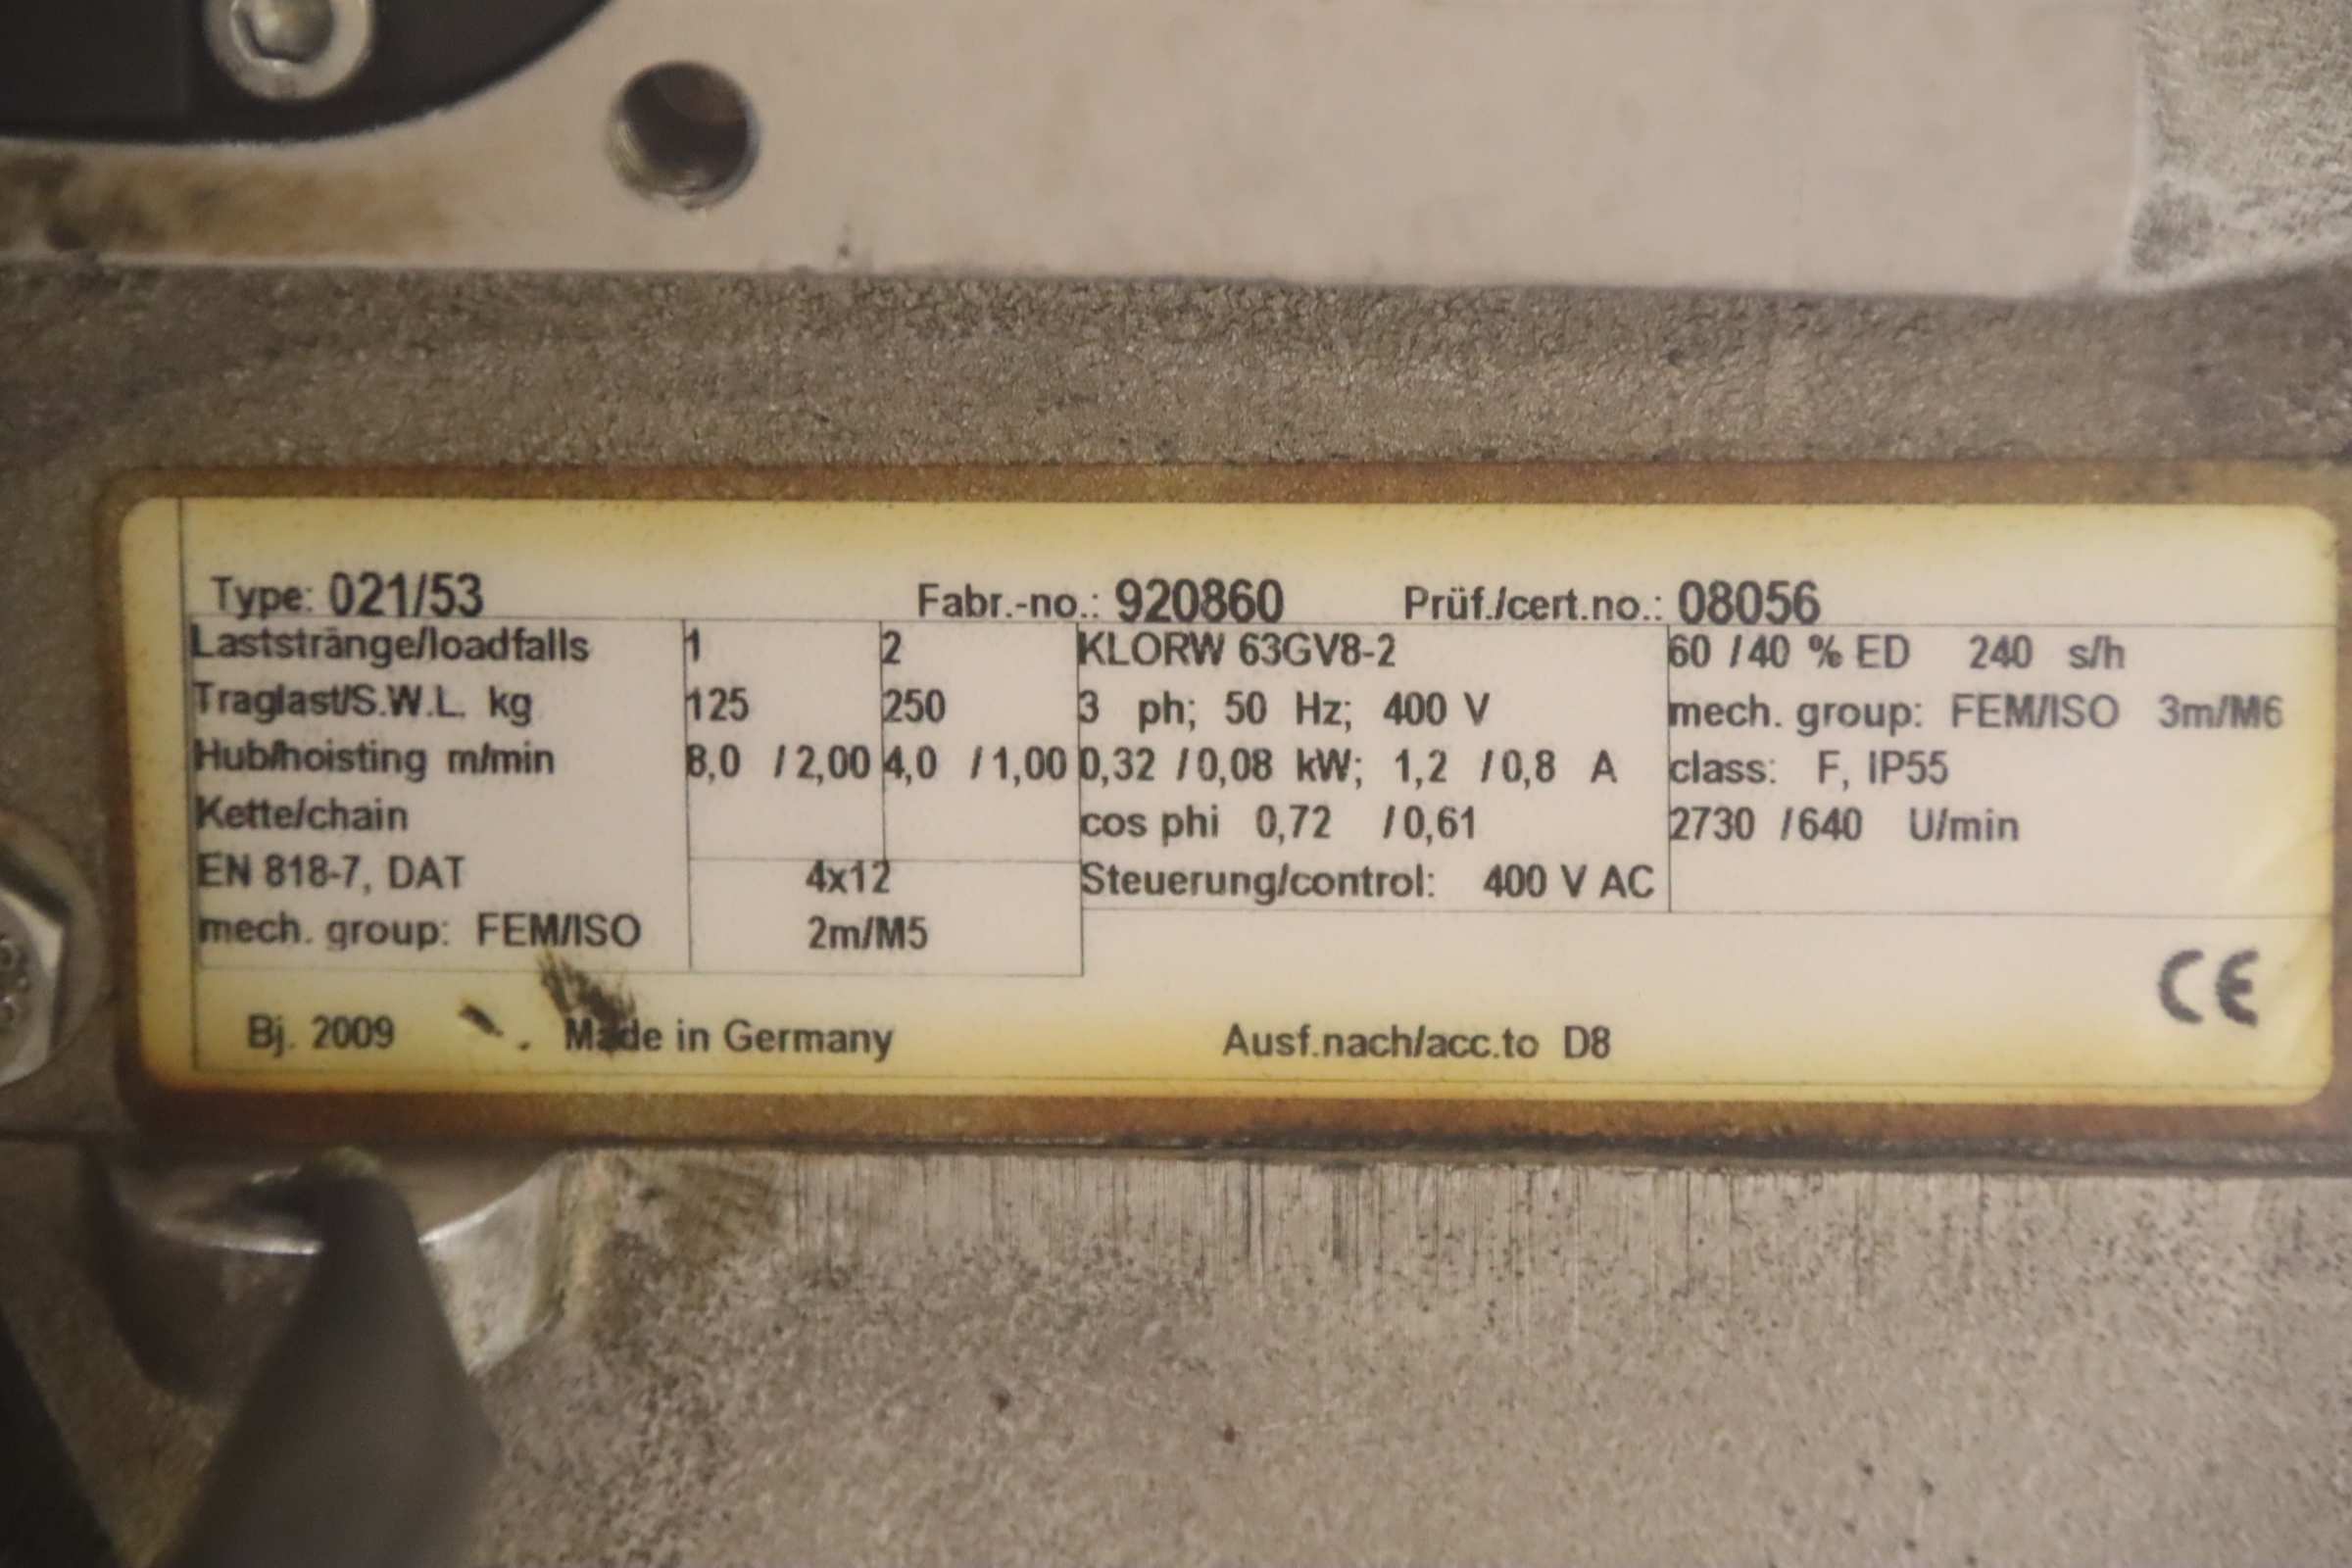 Type: 021/53 Fabr.-no.: 920860 Prüf./cert.no.: 08056
Laststränge/loadfalls 1 2 KLORW 63GV8-2 60 /40 % ED 240 s/h
Traglast/S.W.L. kg 125 250 3 ph; 50 Hz; 400 V mech. group: FEM/ISO 3m/M6
Hub/hoisting m/min 8,0 /2,00 4,0 /1,00 0,32 /0,08 kW; 1,2 /0,8 A class: F, IP55
Kette/chain cos phi 0,72 /0,61 2730 /640 U/min
EN 818-7, DAT 4x12 Steuerung/control: 400 V AC
mech. group: FEM/ISO 2m/M5
CE
Bj. 2009 . Made in Germany Ausf.nach/acc.to D8